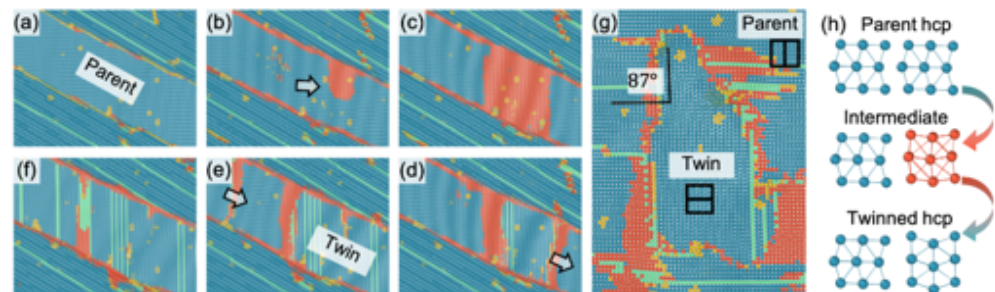 (a)
Parent
(b)
(c)
(f)
(e)
Twin
(d)
(g)
Parent
87°
Twin
(h)
Parent hcp
Intermediate
Twinned hcp